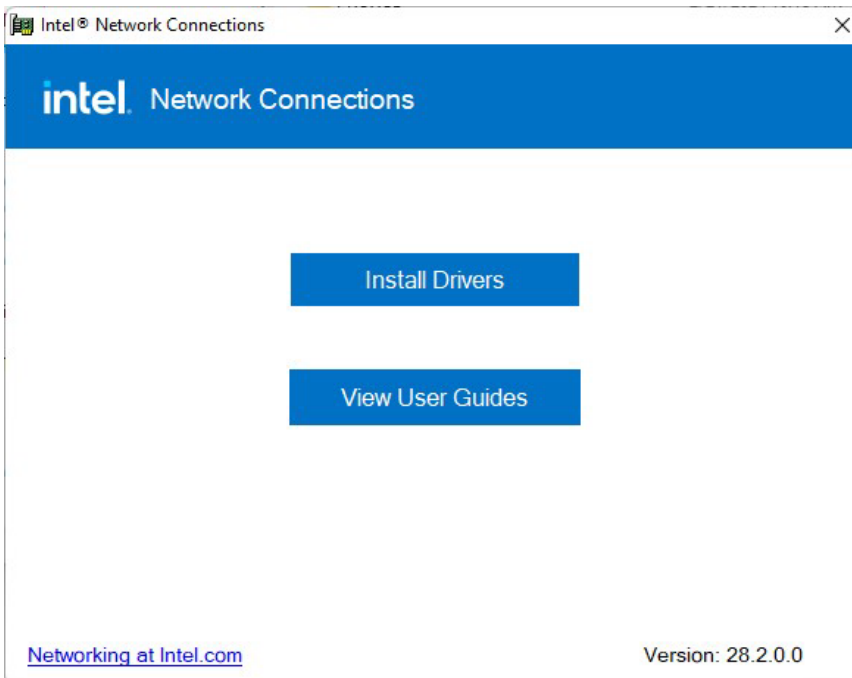 Intel® Network Connections
intel. Network Connections
Install Drivers
View User Guides
Networking at Intel.com
Version: 28.2.0.0